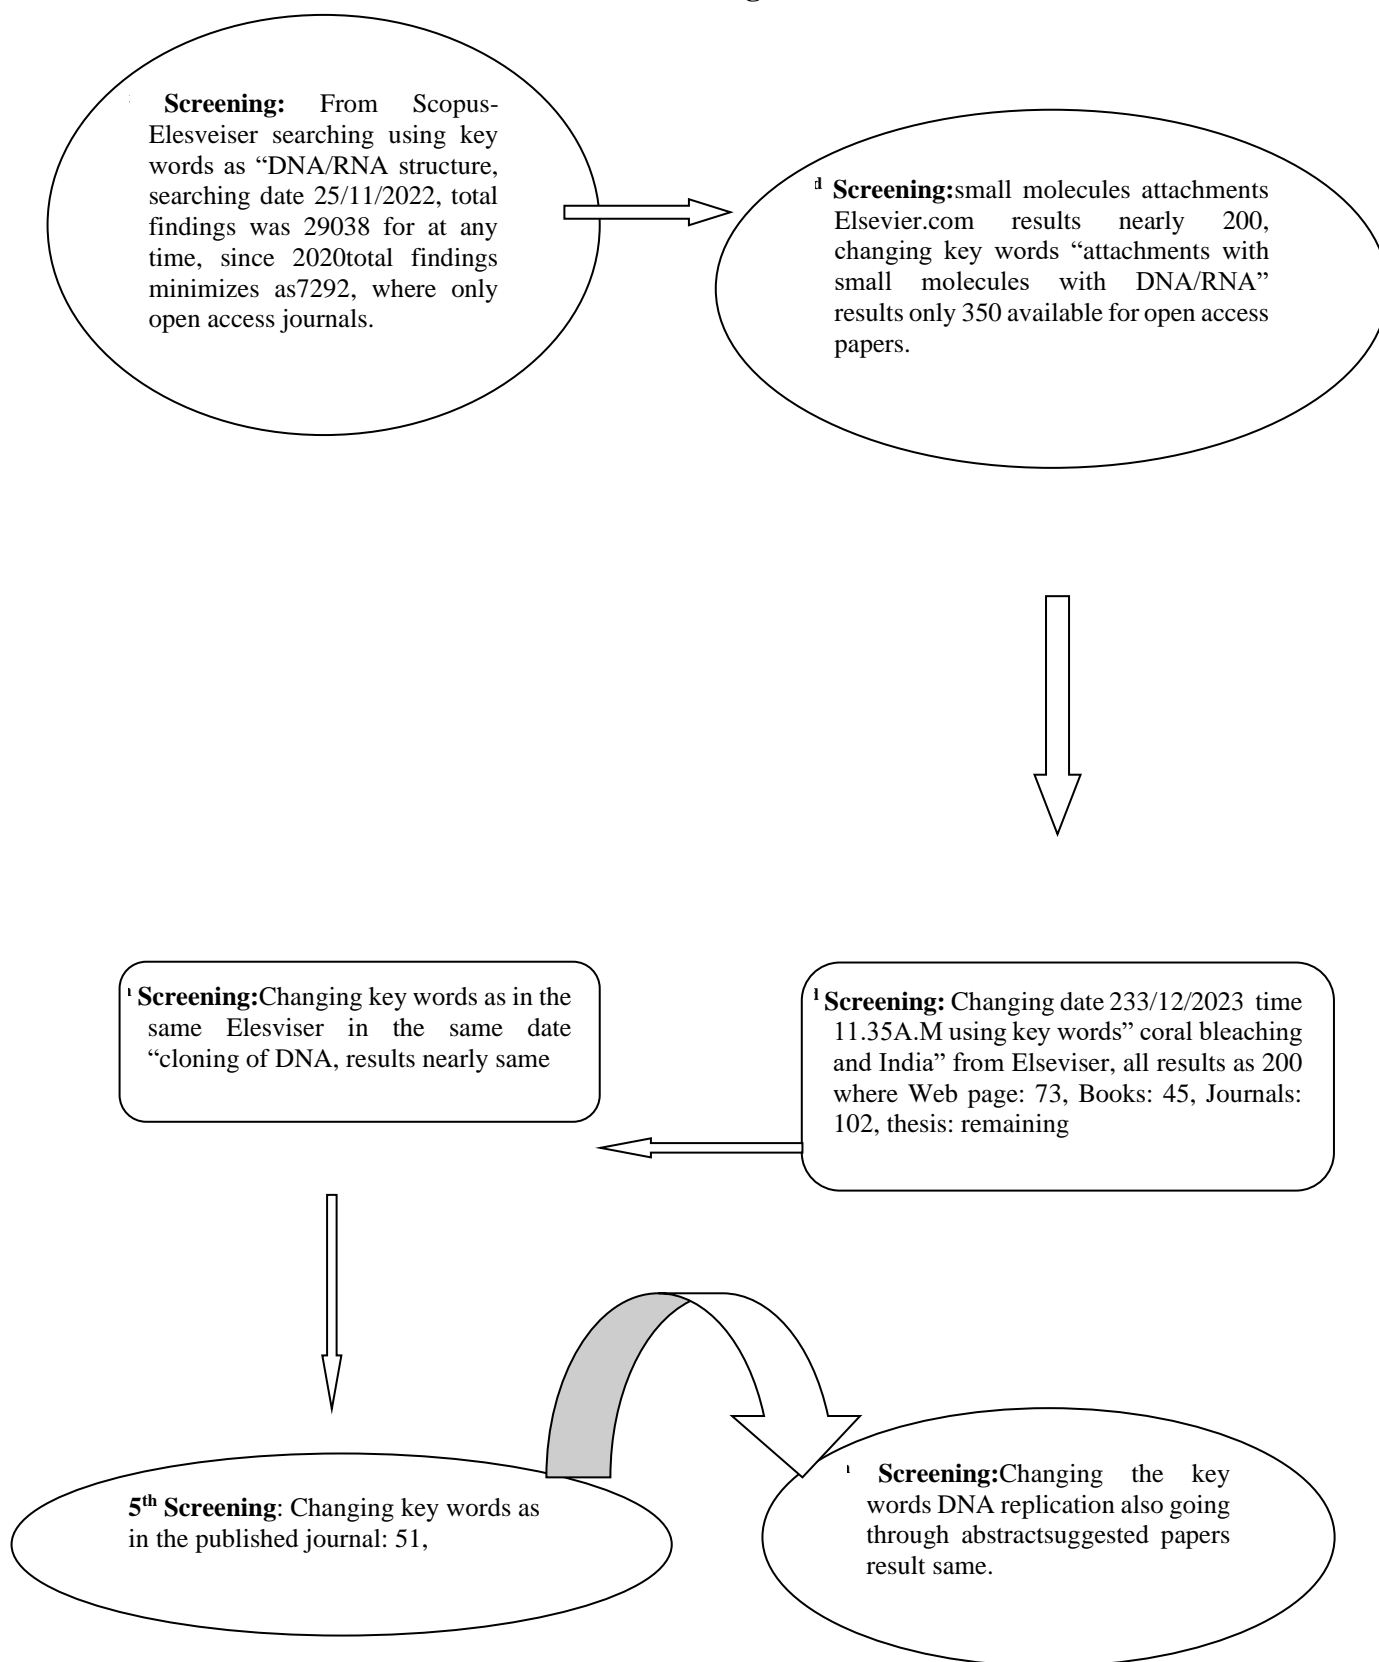 Screening: From Scopus-
Elesveiser searching using key
words as “DNA/RNA structure,
searching date 25/11/2022, total
findings was 29038 for at any
time, since 2020total findings
minimizes as7292, where only
open access journals.
d Screening:small molecules attachments
Elsevier.com results nearly 200,
changing key words “attachments with
small molecules with DNA/RNA”
results only 350 available for open access
papers.
Screening: Changing date 233/12/2023 time
11.35A.M using key words” coral bleaching
and India” from Elseviser, all results as 200
where Web page: 73, Books: 45, Journals:
102, thesis: remaining
Screening:Changing key words as in the
same Elesviser in the same date
“cloning of DNA, results nearly same
5th Screening: Changing key words as
in the published journal: 51,
Screening:Changing the key
words DNA replication also going
through abstractsuggested papers
result same.